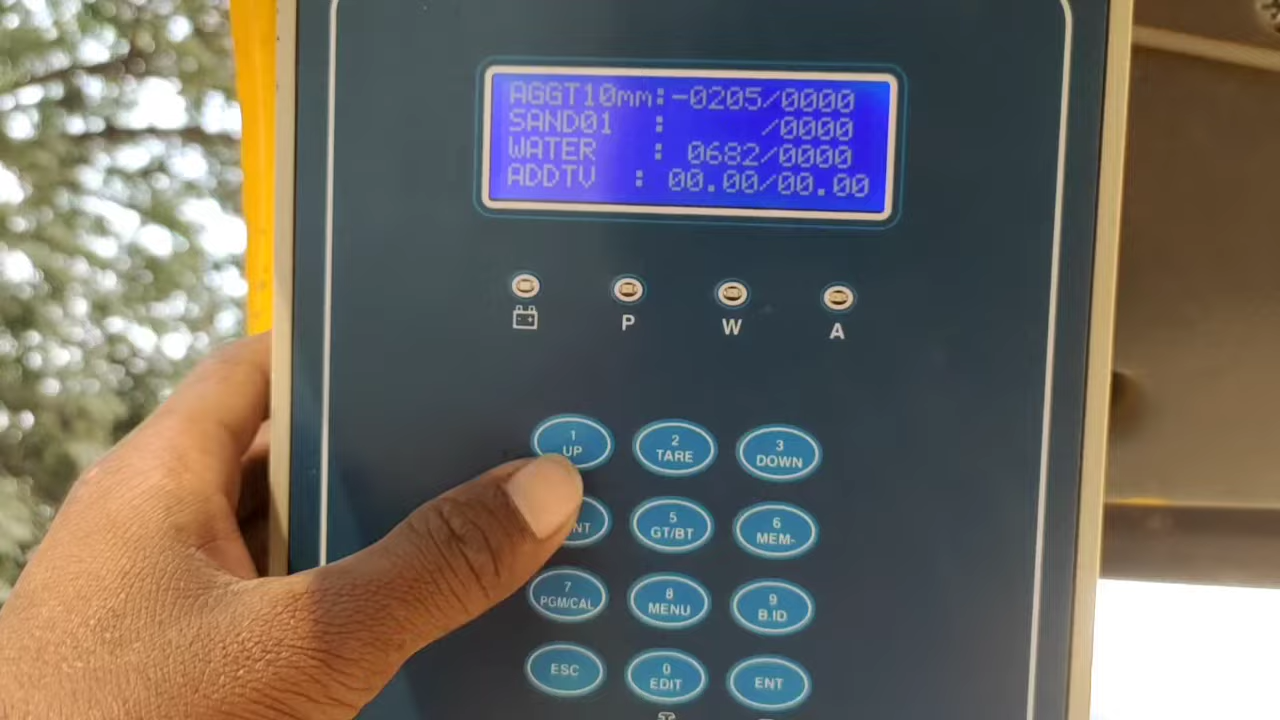 AGGT10mm:-0205/0000
SAND01 : /0000
WATER : 0682/0000
ADDTV : 00.00/00.00
P W A
1 2 3
UP TARE DOWN
5 6
NT GT/BT MEM-
7 8 9
PGM/CAL MENU B.ID
0
ESC EDIT ENT